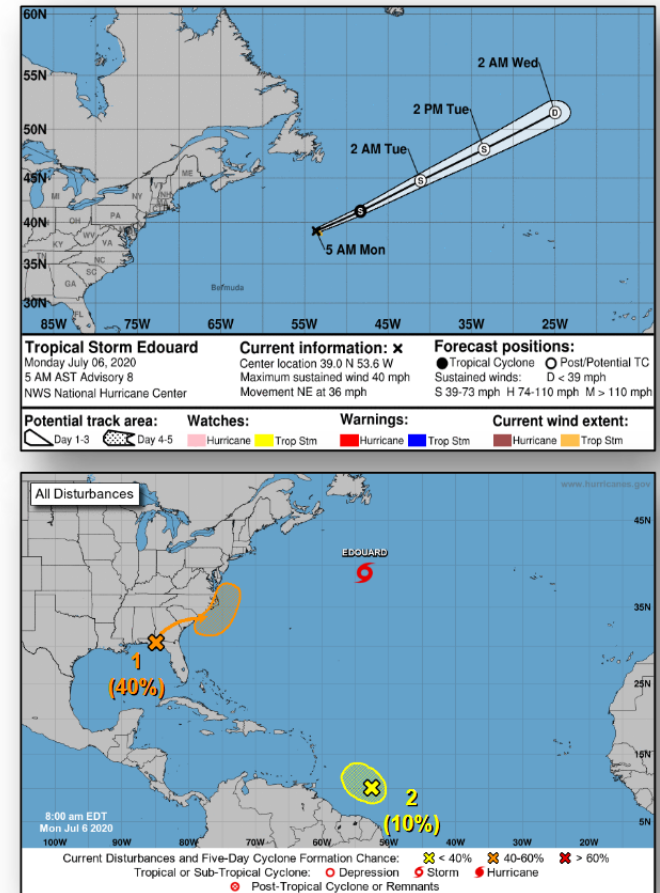 60N
55N
50N
45N
40N
35N
30N
2 AM Wed
2 PM Tue
2 AM Tue
5 AM Mon
ME
VT
NH
MI
NY
PA
OH
WV
KY
VA
TN
NC
SC
GA
FL
Bermuda
85W 75W 65W 55W 45W 35W 25W
Tropical Storm Edouard
Monday July 06, 2020
5 AM AST Advisory 8
NWS National Hurricane Center
Current information: x
Center location 39.0 N 53.6 W
Maximum sustained wind 40 mph
Movement NE at 36 mph
Forecast positions:
Tropical Cyclone Post/Potential TC
Sustained winds: D < 39 mph
S 39-73 mph H 74-110 mph M > 110 mph
Potential track area:
Day 1-3 Day 4-5
Watches:
Hurricane Trop Stm
Warnings:
Hurricane Trop Stm
Current wind extent:
Hurricane Trop Stm
All Disturbances
www.hurricanes.gov
45N
EDOUARD
35N
1
(40%)
25N
15N
2
(10%)
5N
8:00 am EDT
Mon Jul 6 2020
100W 90W 80W 70W 60W 50W 40W 30W 20W
Current Disturbances and Five-Day Cyclone Formation Chance: < 40% 40-60% > 60%
Tropical or Sub-Tropical Cyclone: Depression Storm Hurricane
Post-Tropical Cyclone or Remnants